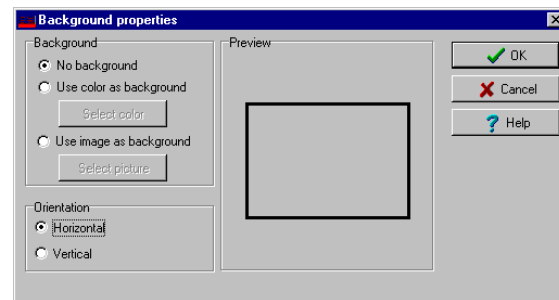 Background properties
Background
No background
Use color as background
Select color
Use image as background
Select picture
Orientation
Horizontal
Vertical
Preview
OK
Cancel
Help